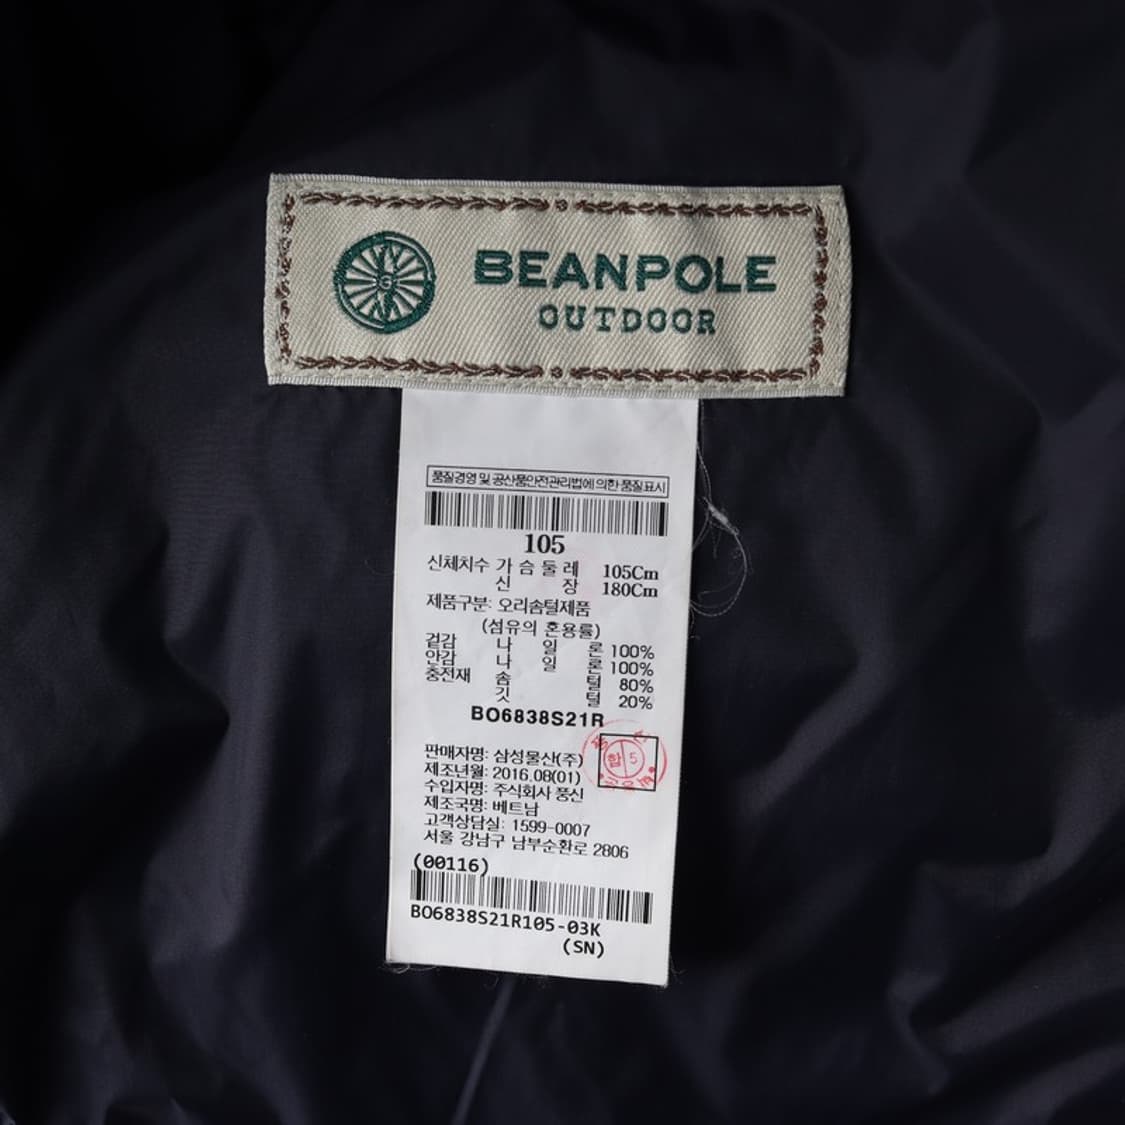 BEANPOLE
OUTDOOR
품질경영 및 공산품안전관리법에 의한 품질표시
105
신체치수 가 슴 둘 레 105Cm
신 장 180Cm
제품구분: 오리솜털제품
(섬유의 혼용률)
겉감 나 일 론 100%
안감 나 일 론 100%
충전재 솜 털 80%
깃 털 20%
BO6838S21R
판매자명: 삼성물산(주)
합 5
제조년월: 2016.08(01)
수입자명: 주식회사 풍신
제조국명: 베트남
고객상담실: 1599-0007
서울 강남구 남부순환로 2806
(00116)
BO6838S21R105-03K
(SN)